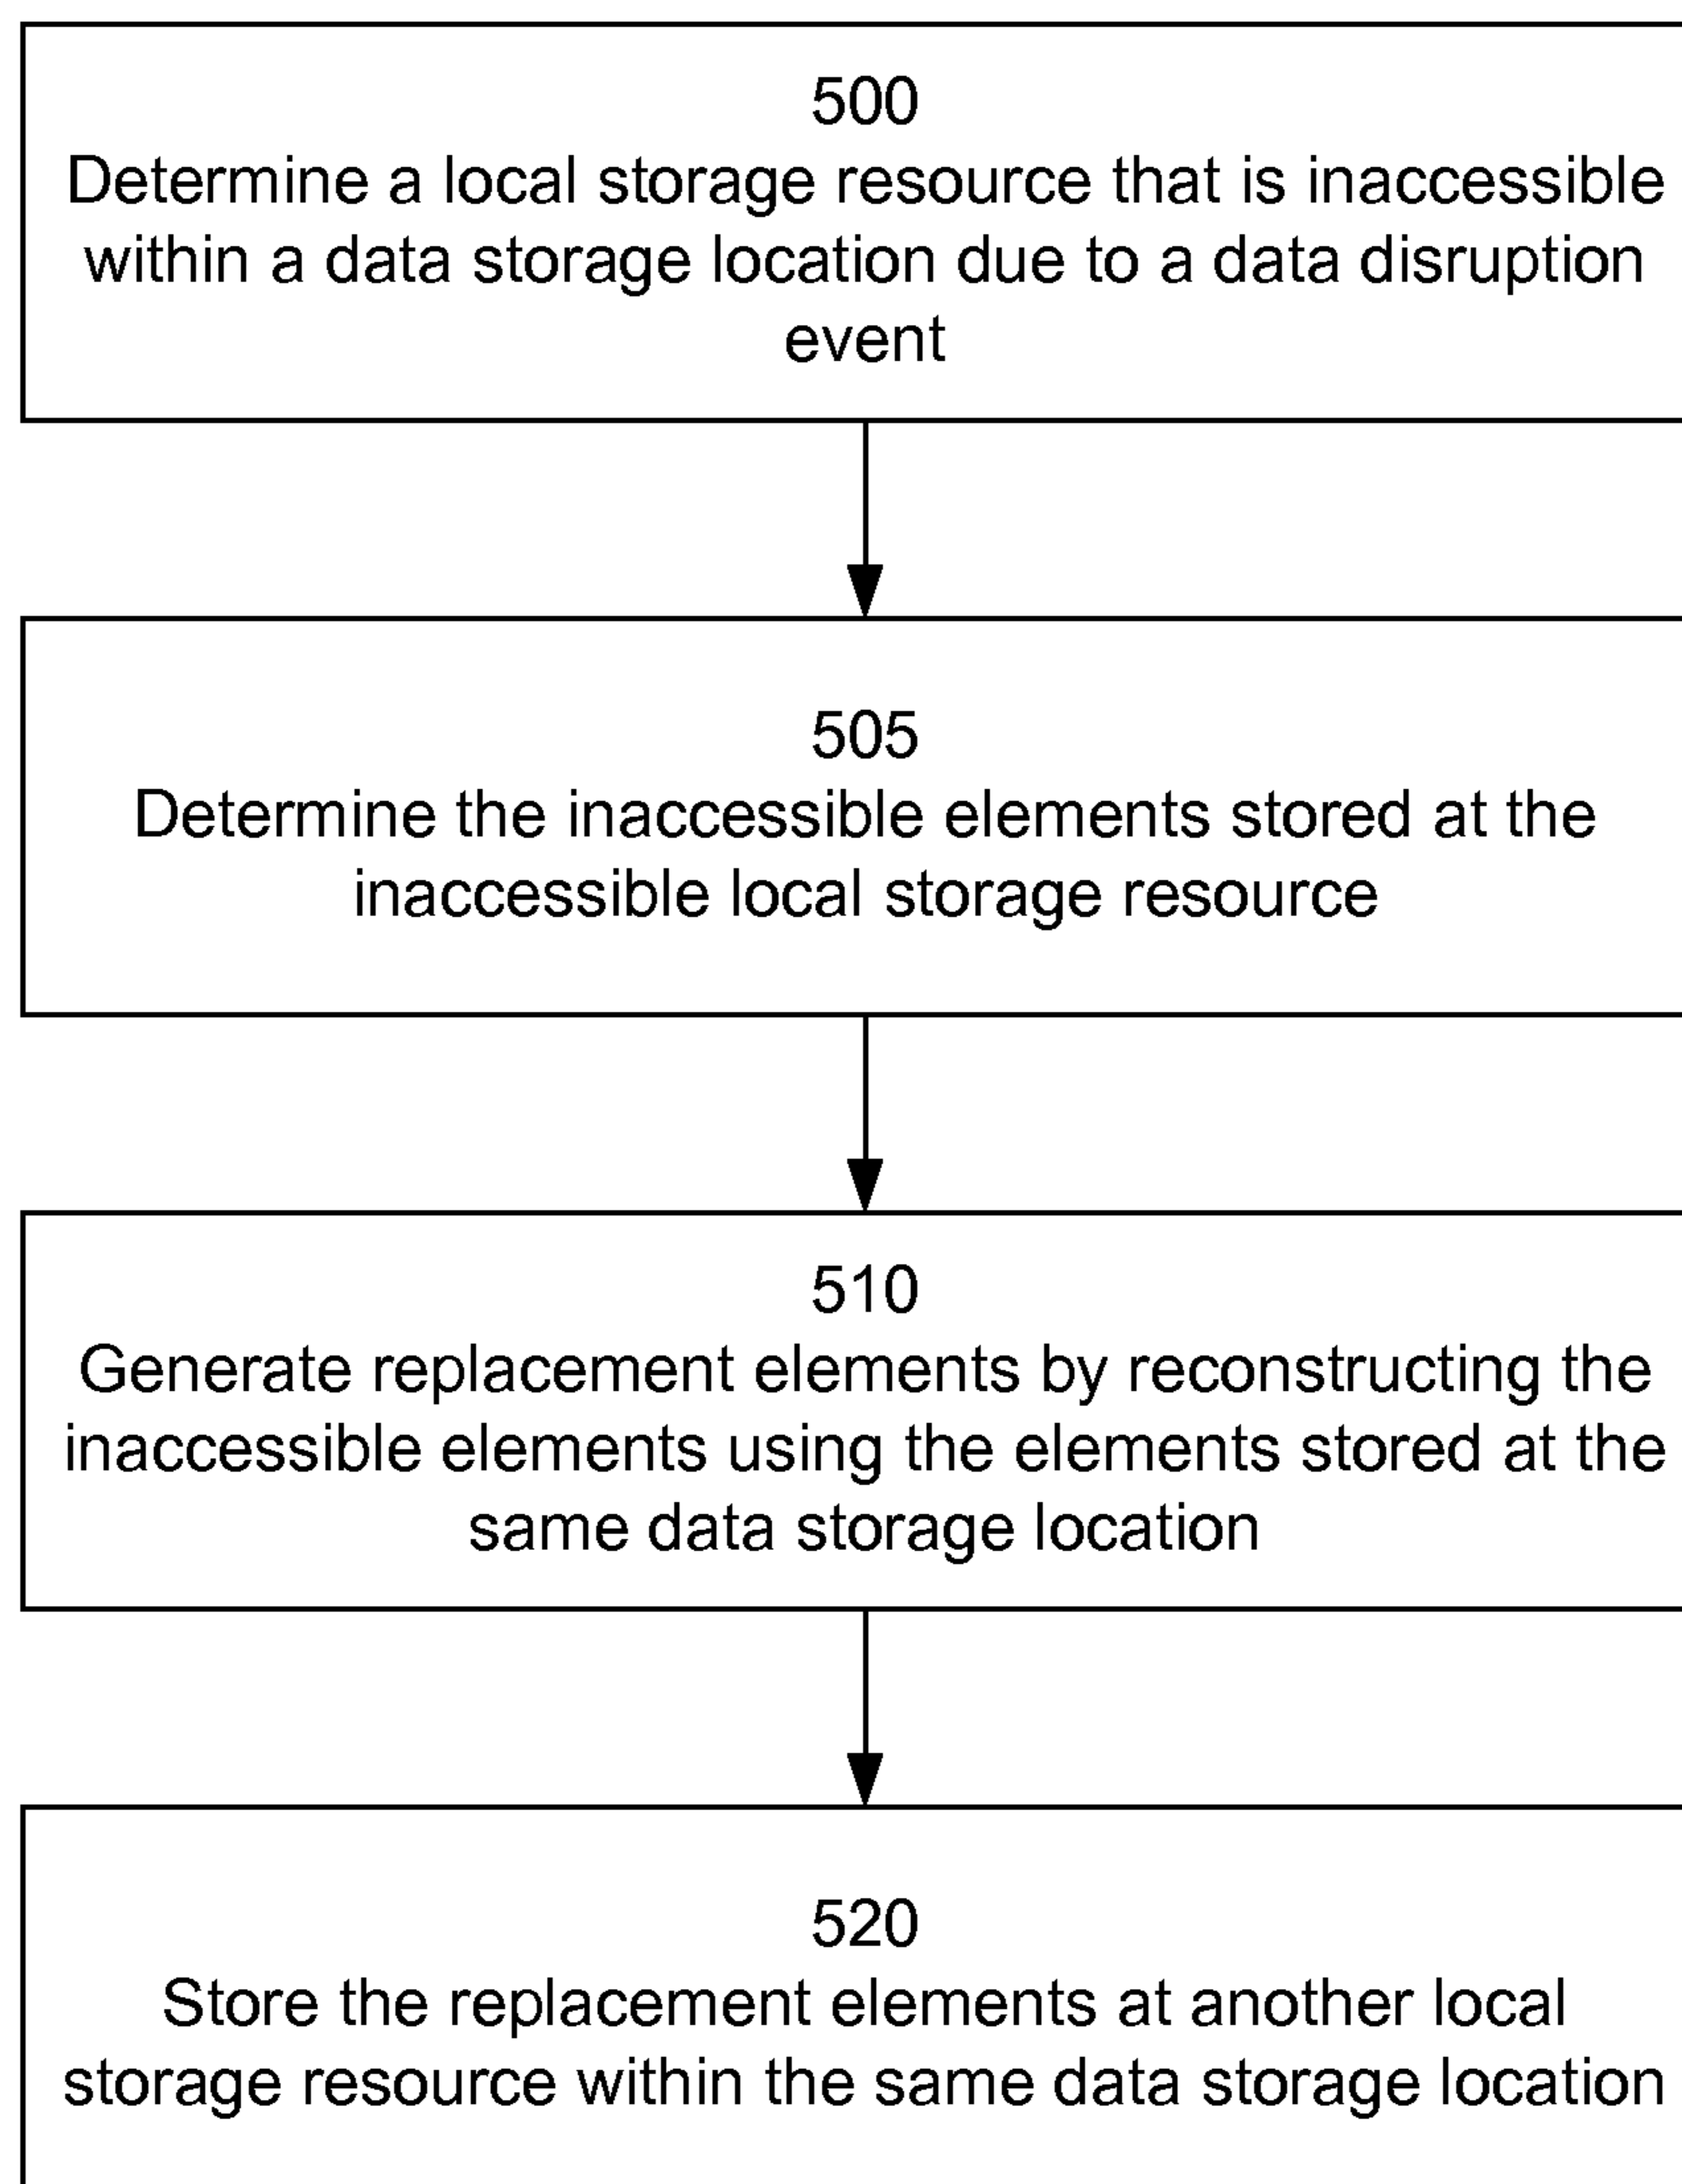 500
Determine a local storage resource that is inaccessible
within a data storage location due to a data disruption
event
505
Determine the inaccessible elements stored at the
inaccessible local storage resource
510
Generate replacement elements by reconstructing the
inaccessible elements using the elements stored at the
same data storage location
520
Store the replacement elements at another local
storage resource within the same data storage location